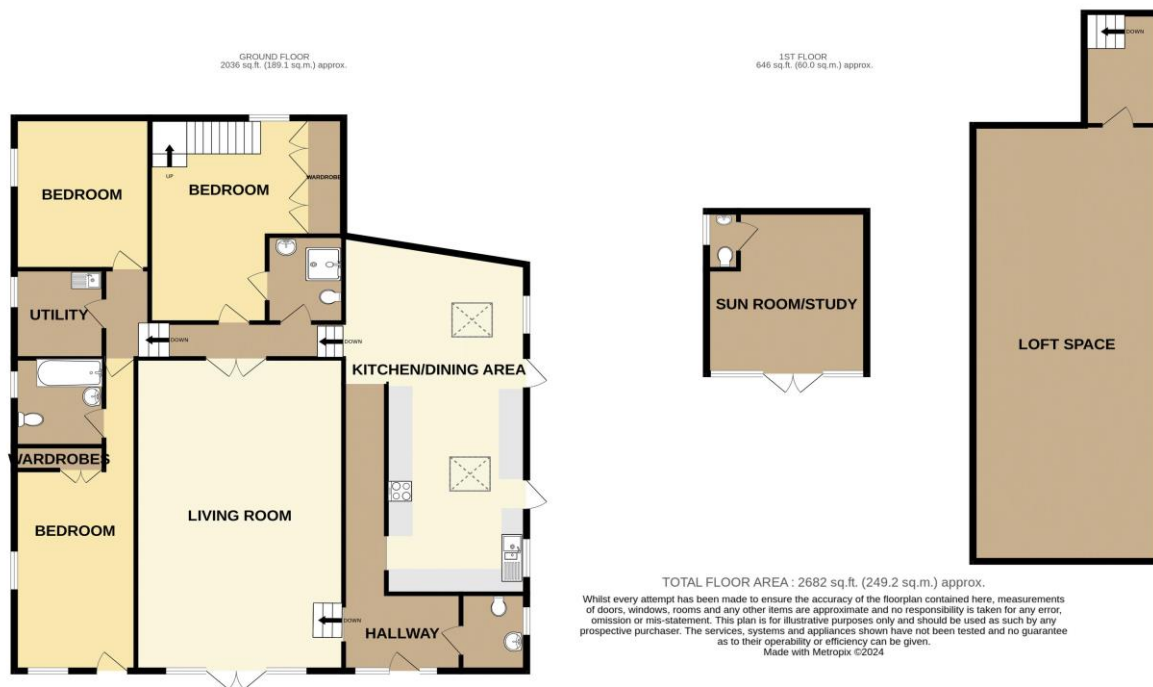 GROUND FLOOR
2036 sq.ft. (189.1 sq.m.) approx.
1ST FLOOR
646 sq.ft. (60.0 sq.m.) approx.
DOWN
BEDROOM
UP
BEDROOM
WARDROBE
UTILITY
DOWN
DOWN
KITCHEN/DINING AREA
WARDROBES
BEDROOM
LIVING ROOM
DOWN
HALLWAY
SUN ROOM/STUDY
LOFT SPACE
TOTAL FLOOR AREA : 2682 sq.ft. (249.2 sq.m.) approx.
Whilst every attempt has been made to ensure the accuracy of the floorplan contained here, measurements
of doors, windows, rooms and any other items are approximate and no responsibility is taken for any error,
omission or mis-statement. This plan is for illustrative purposes only and should be used as such by any
prospective purchaser. The services, systems and appliances shown have not been tested and no guarantee
as to their operability or efficiency can be given.
Made with Metropix ©2024